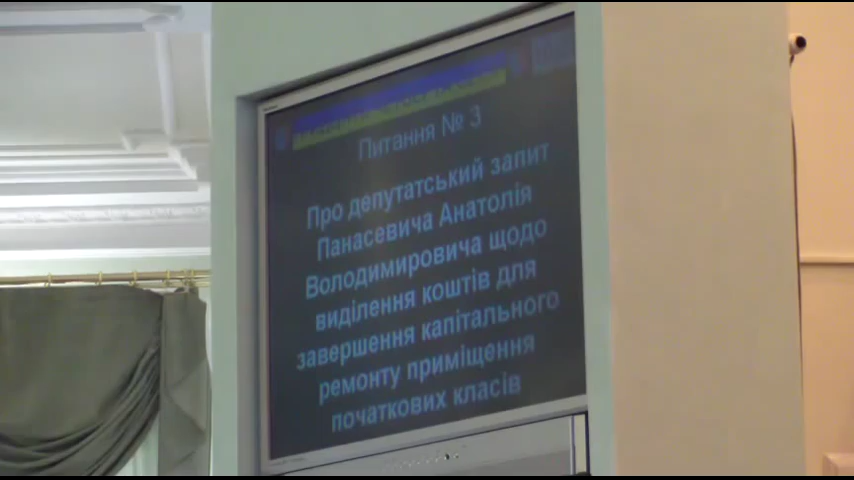 Питання № 3
Про депутатський запит
Панасевича Анатолія
Володимировича щодо
виділення коштів для
завершення капітального
ремонту приміщення
початкових класів